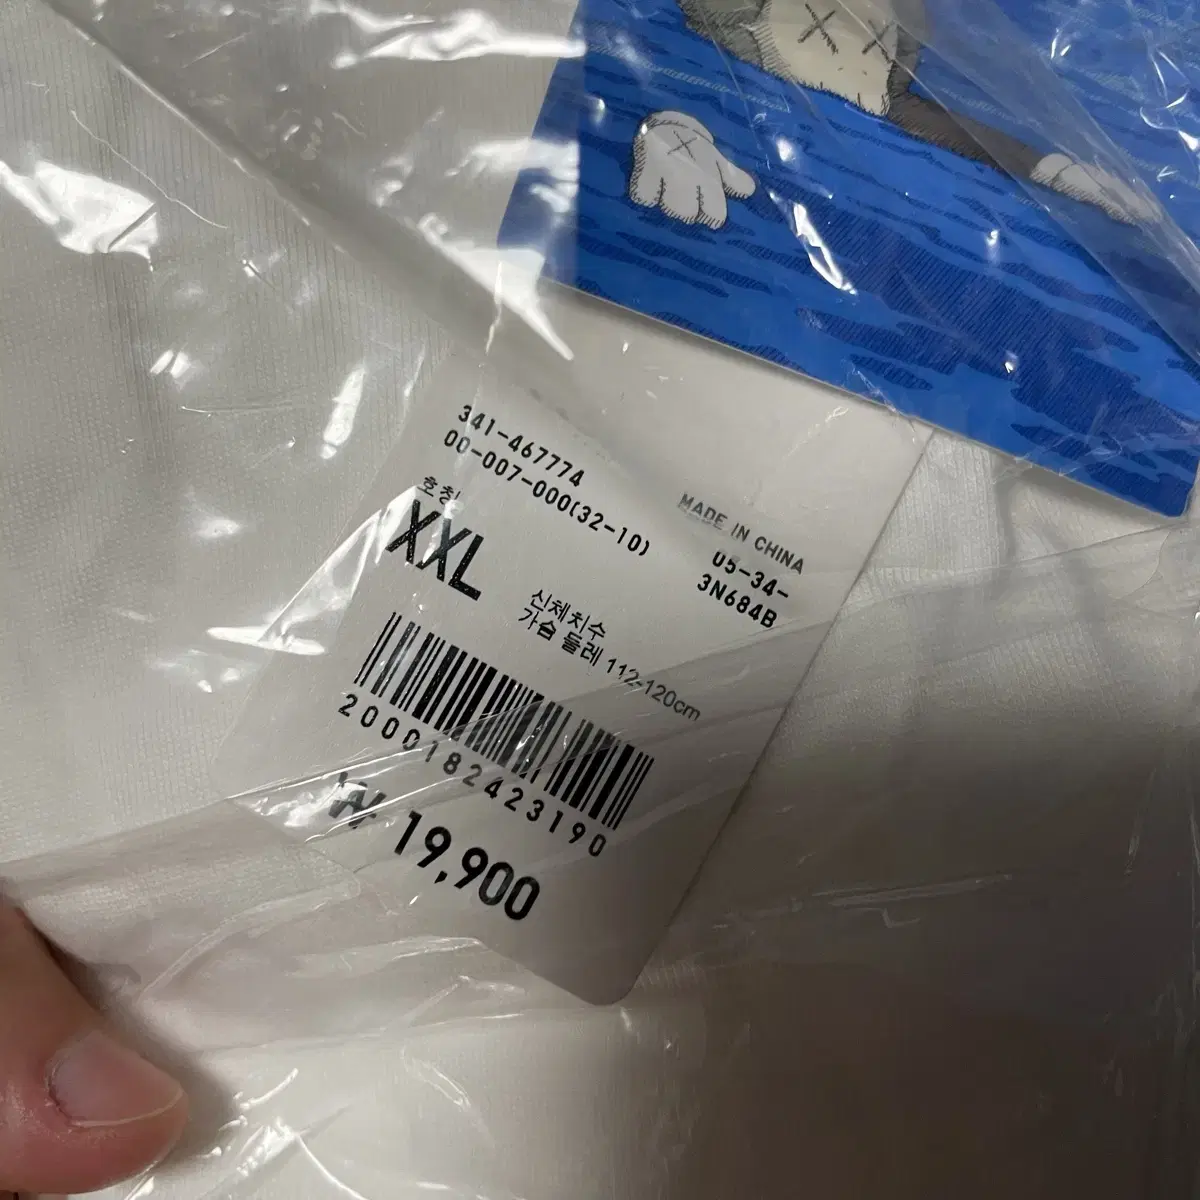 341-467774
00-007-000(32-10)
MADE IN CHINA
05-34-
3N684B
호칭
XXL
신체치수
가슴 둘레 112-120cm
2000182423190
₩ 19,900